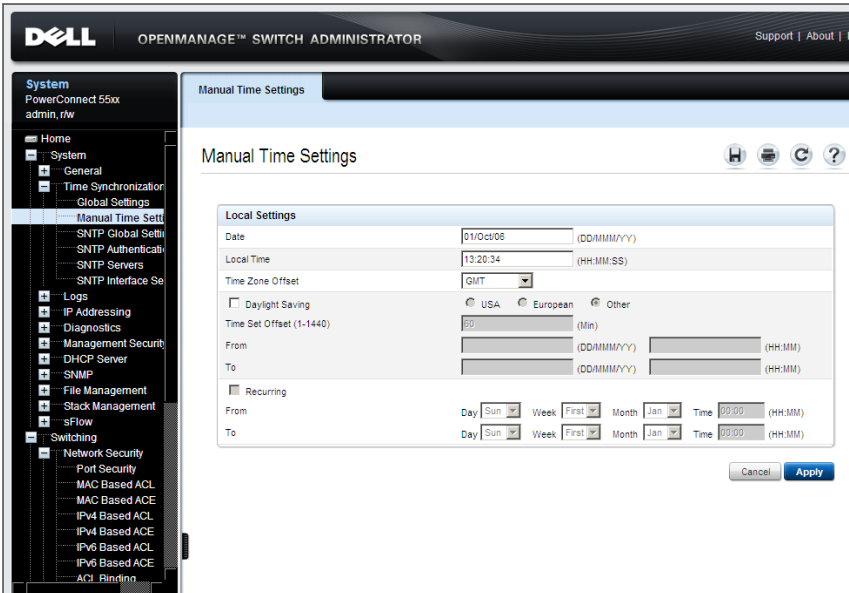 DELL
OPENMANAGE™ SWITCH ADMINISTRATOR
Support | About |
System
PowerConnect 55xx
admin, r/w
Home
System
General
Time Synchronization
Global Settings
Manual Time Setti
SNTP Global Settin
SNTP Authenticatio
SNTP Servers
SNTP Interface Se
Logs
IP Addressing
Diagnostics
Management Security
DHCP Server
SNMP
File Management
Stack Management
sFlow
Switching
Network Security
Port Security
MAC Based ACL
MAC Based ACE
IPv4 Based ACL
IPv4 Based ACE
IPv6 Based ACL
IPv6 Based ACE
ACL Binding
Manual Time Settings
Manual Time Settings
Local Settings
Date 01/Oct/06 (DD/MMM/YY)
Local Time 13:20:34 (HH:MM:SS)
Time Zone Offset GMT
Daylight Saving USA European Other
Time Set Offset (1-1440) 60 (Min)
From (DD/MMM/YY) (HH:MM)
To (DD/MMM/YY) (HH:MM)
Recurring
From Day Sun Week First Month Jan Time 00:00 (HH:MM)
To Day Sun Week First Month Jan Time 00:00 (HH:MM)
Cancel Apply